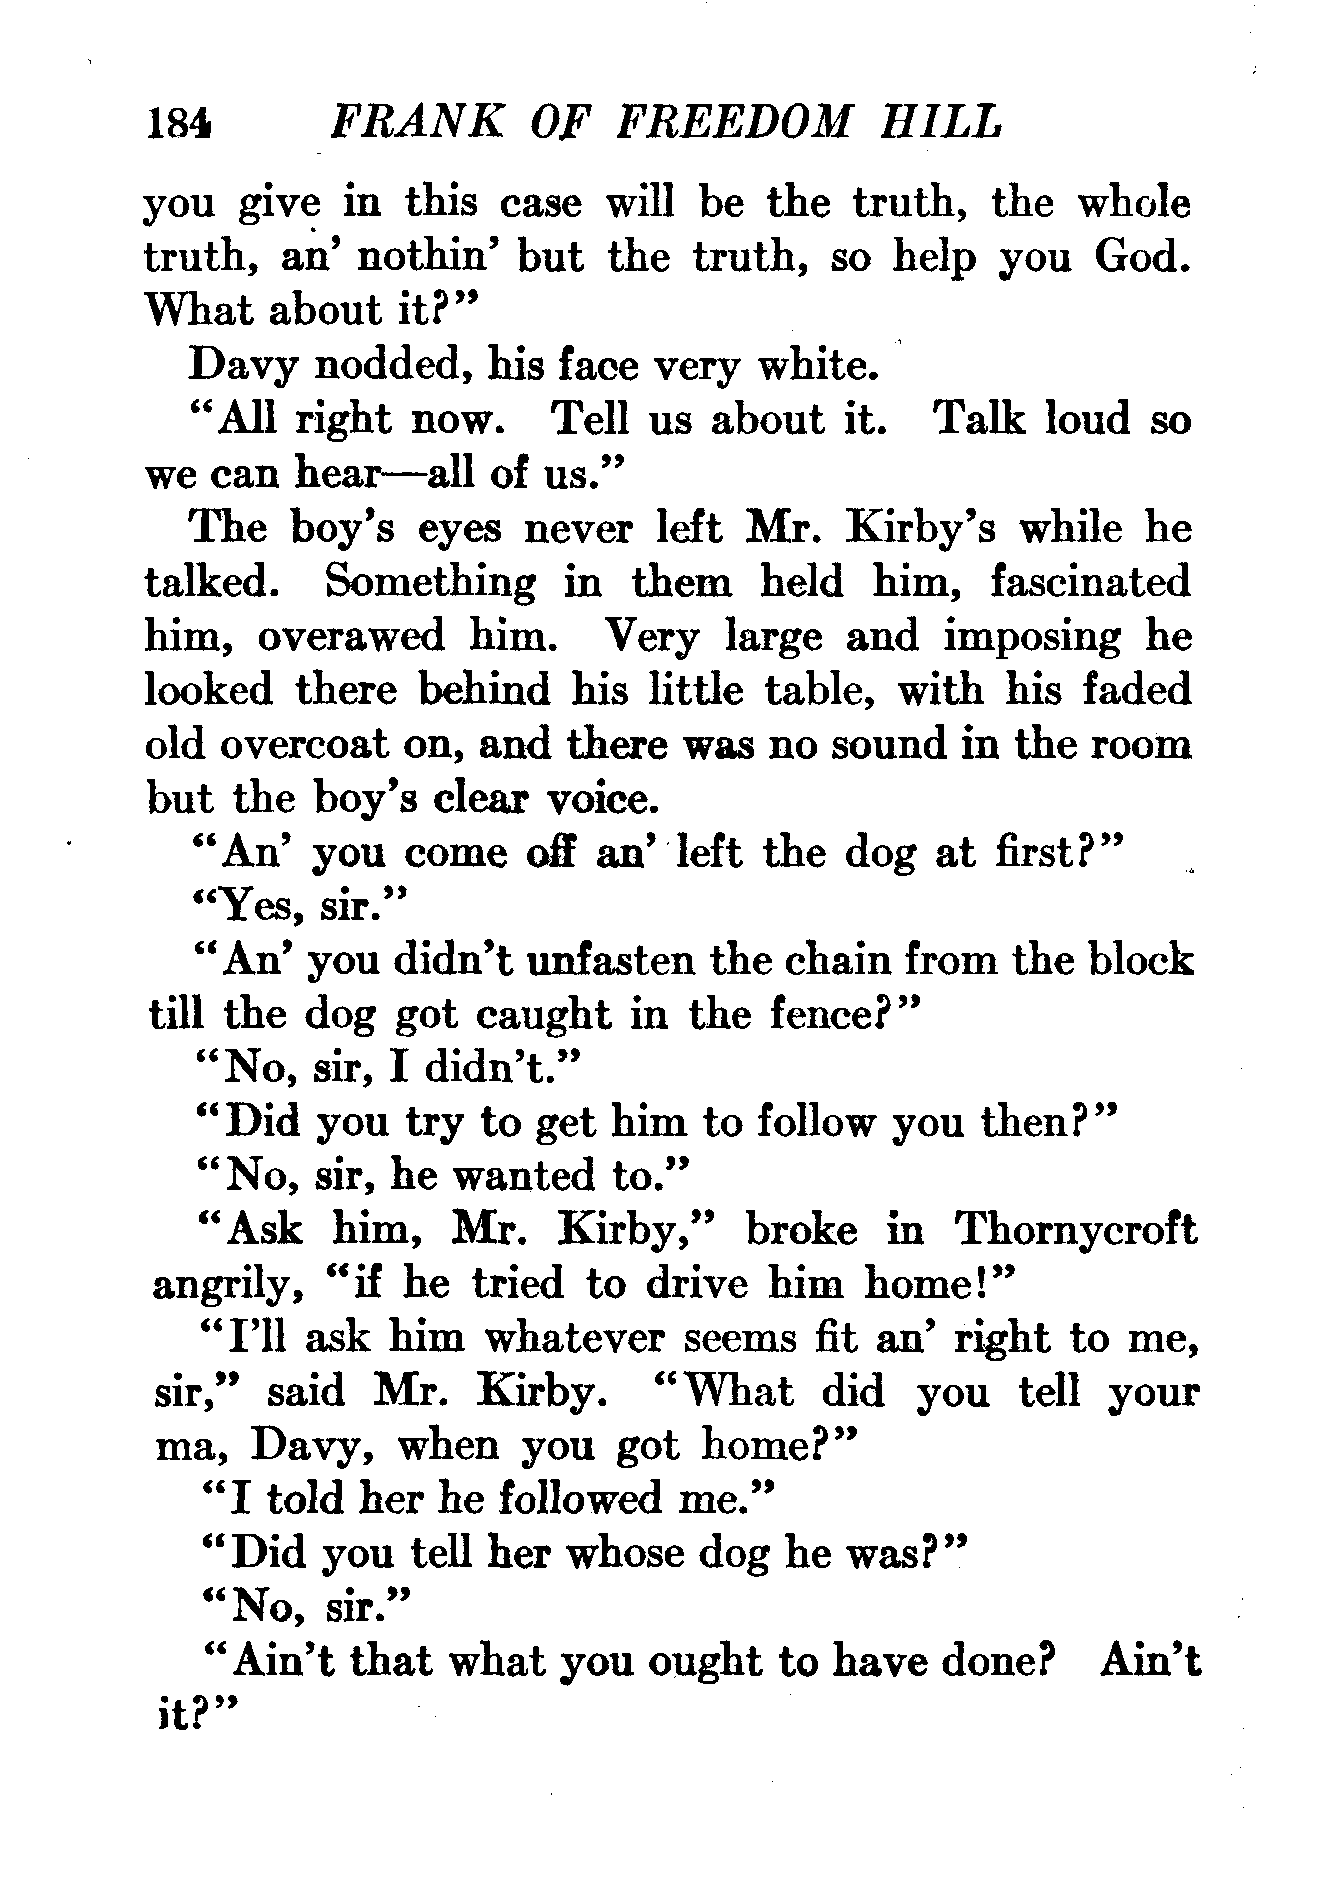 184 FRANK OF FREEDOM HILL
you give in this case will be the truth, the whole
truth, an' nothin' but the truth, so help you God.
What about it?"
Davy nodded, his face very white.
"All right now. Tell us about it. Talk loud so
we can hear—all of us."
The boy's eyes never left Mr. Kirby's while he
talked. Something in them held him, fascinated
him, overawed him. Very large and imposing he
looked there behind his little table, with his faded
old overcoat on, and there was no sound in the room
but the boy's clear voice.
"An' you come off an' left the dog at first?"
"Yes, sir."
"An' you didn't unfasten the chain from the block
till the dog got caught in the fence?"
"No, sir, I didn't."
"Did you try to get him to follow you then?"
"No, sir, he wanted to."
"Ask him, Mr. Kirby," broke in Thornycroft
angrily, "if he tried to drive him home!"
"I'll ask him whatever seems fit an' right to me,
sir," said Mr. Kirby. "What did you tell your
ma, Davy, when you got home?"
"I told her he followed me."
"Did you tell her whose dog he was?"
"No, sir."
"Ain't that what you ought to have done? Ain't
it?"